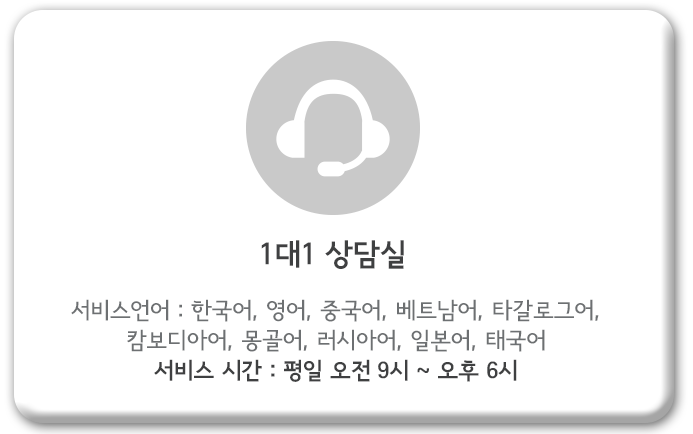 1대1 상담실
서비스언어 : 한국어, 영어, 중국어, 베트남어, 타갈로그어,
캄보디아어, 몽골어, 러시아어, 일본어, 태국어
서비스 시간 : 평일 오전 9시 ~ 오후 6시